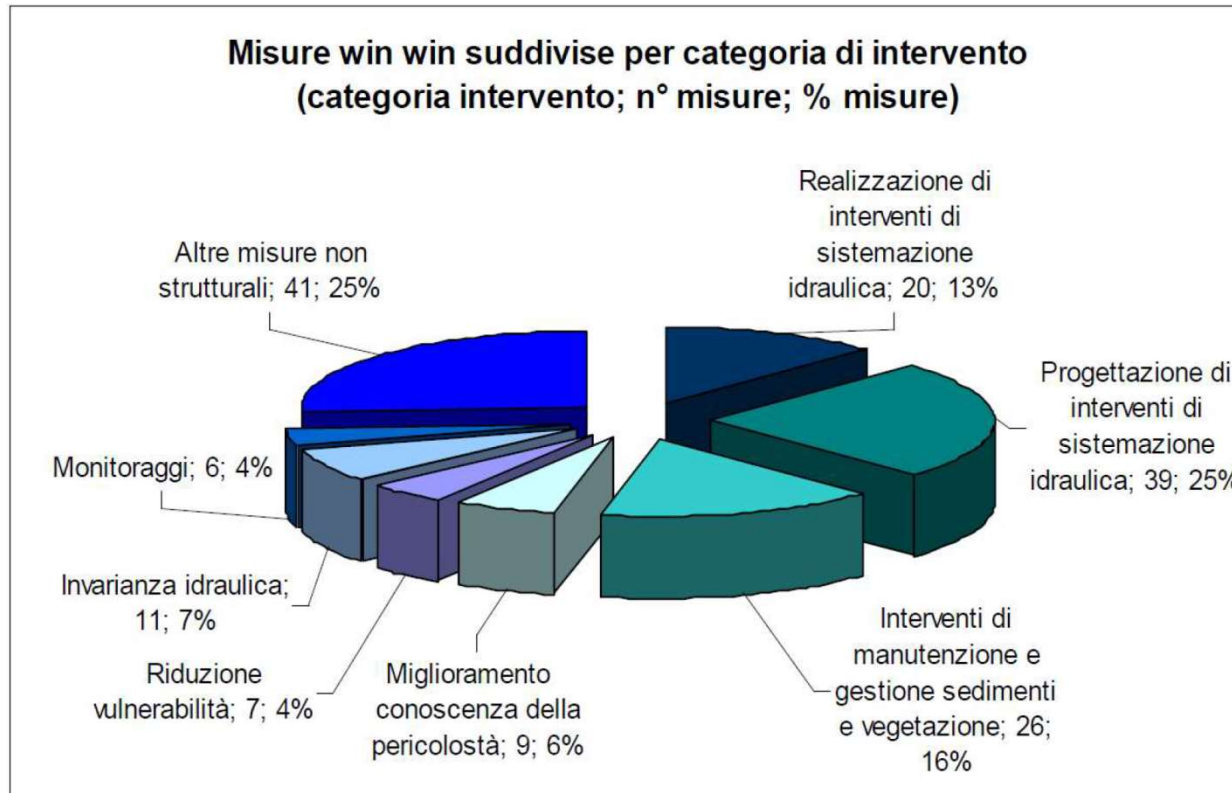 Misure win win suddivise per categoria di intervento
(categoria intervento; n° misure; % misure)
Realizzazione di
interventi di
sistemazione
idraulica; 20; 13%
Progettazione di
interventi di
sistemazione
idraulica; 39; 25%
Interventi di
manutenzione e
gestione sedimenti
e vegetazione; 26;
16%
Miglioramento
conoscenza della
pericolostà; 9; 6%
Riduzione
vulnerabilità; 7; 4%
Invarianza idraulica;
11; 7%
Monitoraggi; 6; 4%
Altre misure non
strutturali; 41; 25%